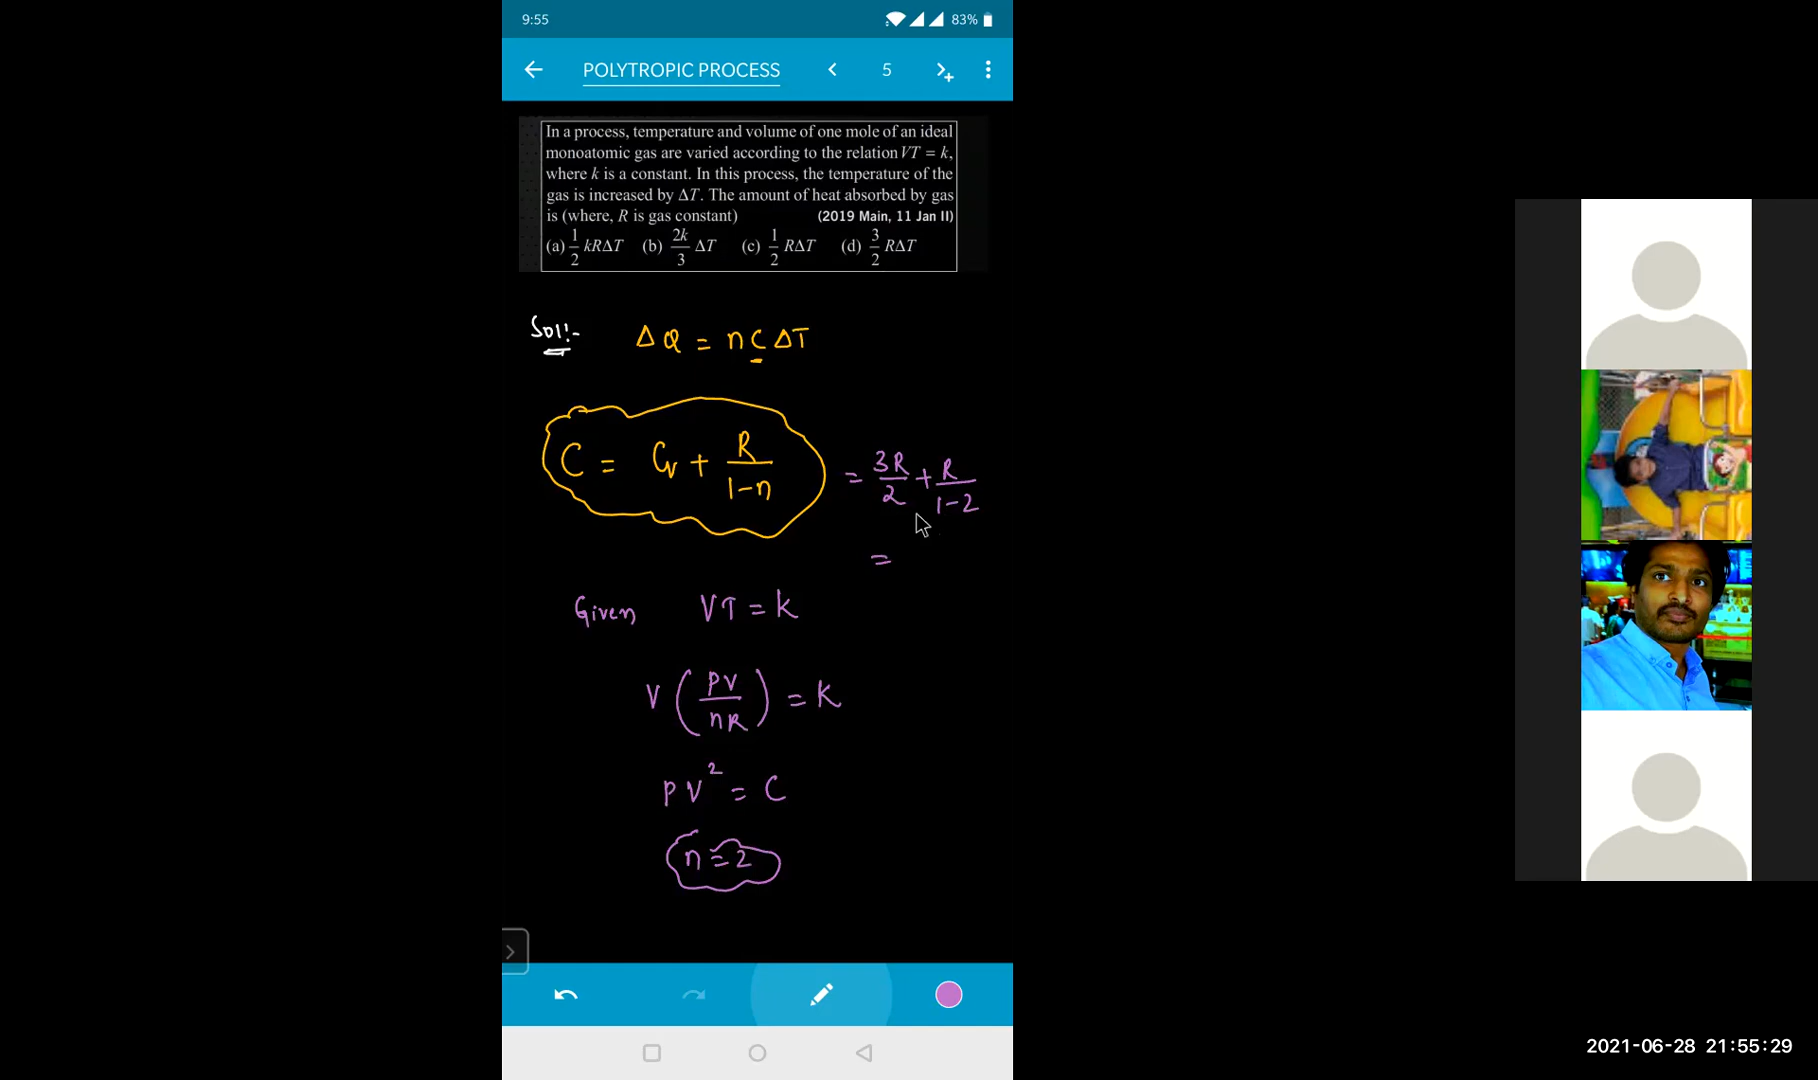 9:55
83%
POLYTROPIC PROCESS
5
In a process, temperature and volume of one mole of an ideal
monoatomic gas are varied according to the relation VT = k,
where k is a constant. In this process, the temperature of the
gas is increased by ΔT. The amount of heat absorbed by gas
is (where, R is gas constant) (2019 Main, 11 Jan II)
(a) 1/2 kRΔT (b) 2k/3 ΔT (c) 1/2 RΔT (d) 3/2 RΔT
Sol!:-
ΔQ = nCΔT
C = Cv + R/(1-n) = 3R/2 + R/(1-2)
=
Given VT = K
V (PV/nR) = K
PV² = C
n = 2
2021-06-28 21:55:29